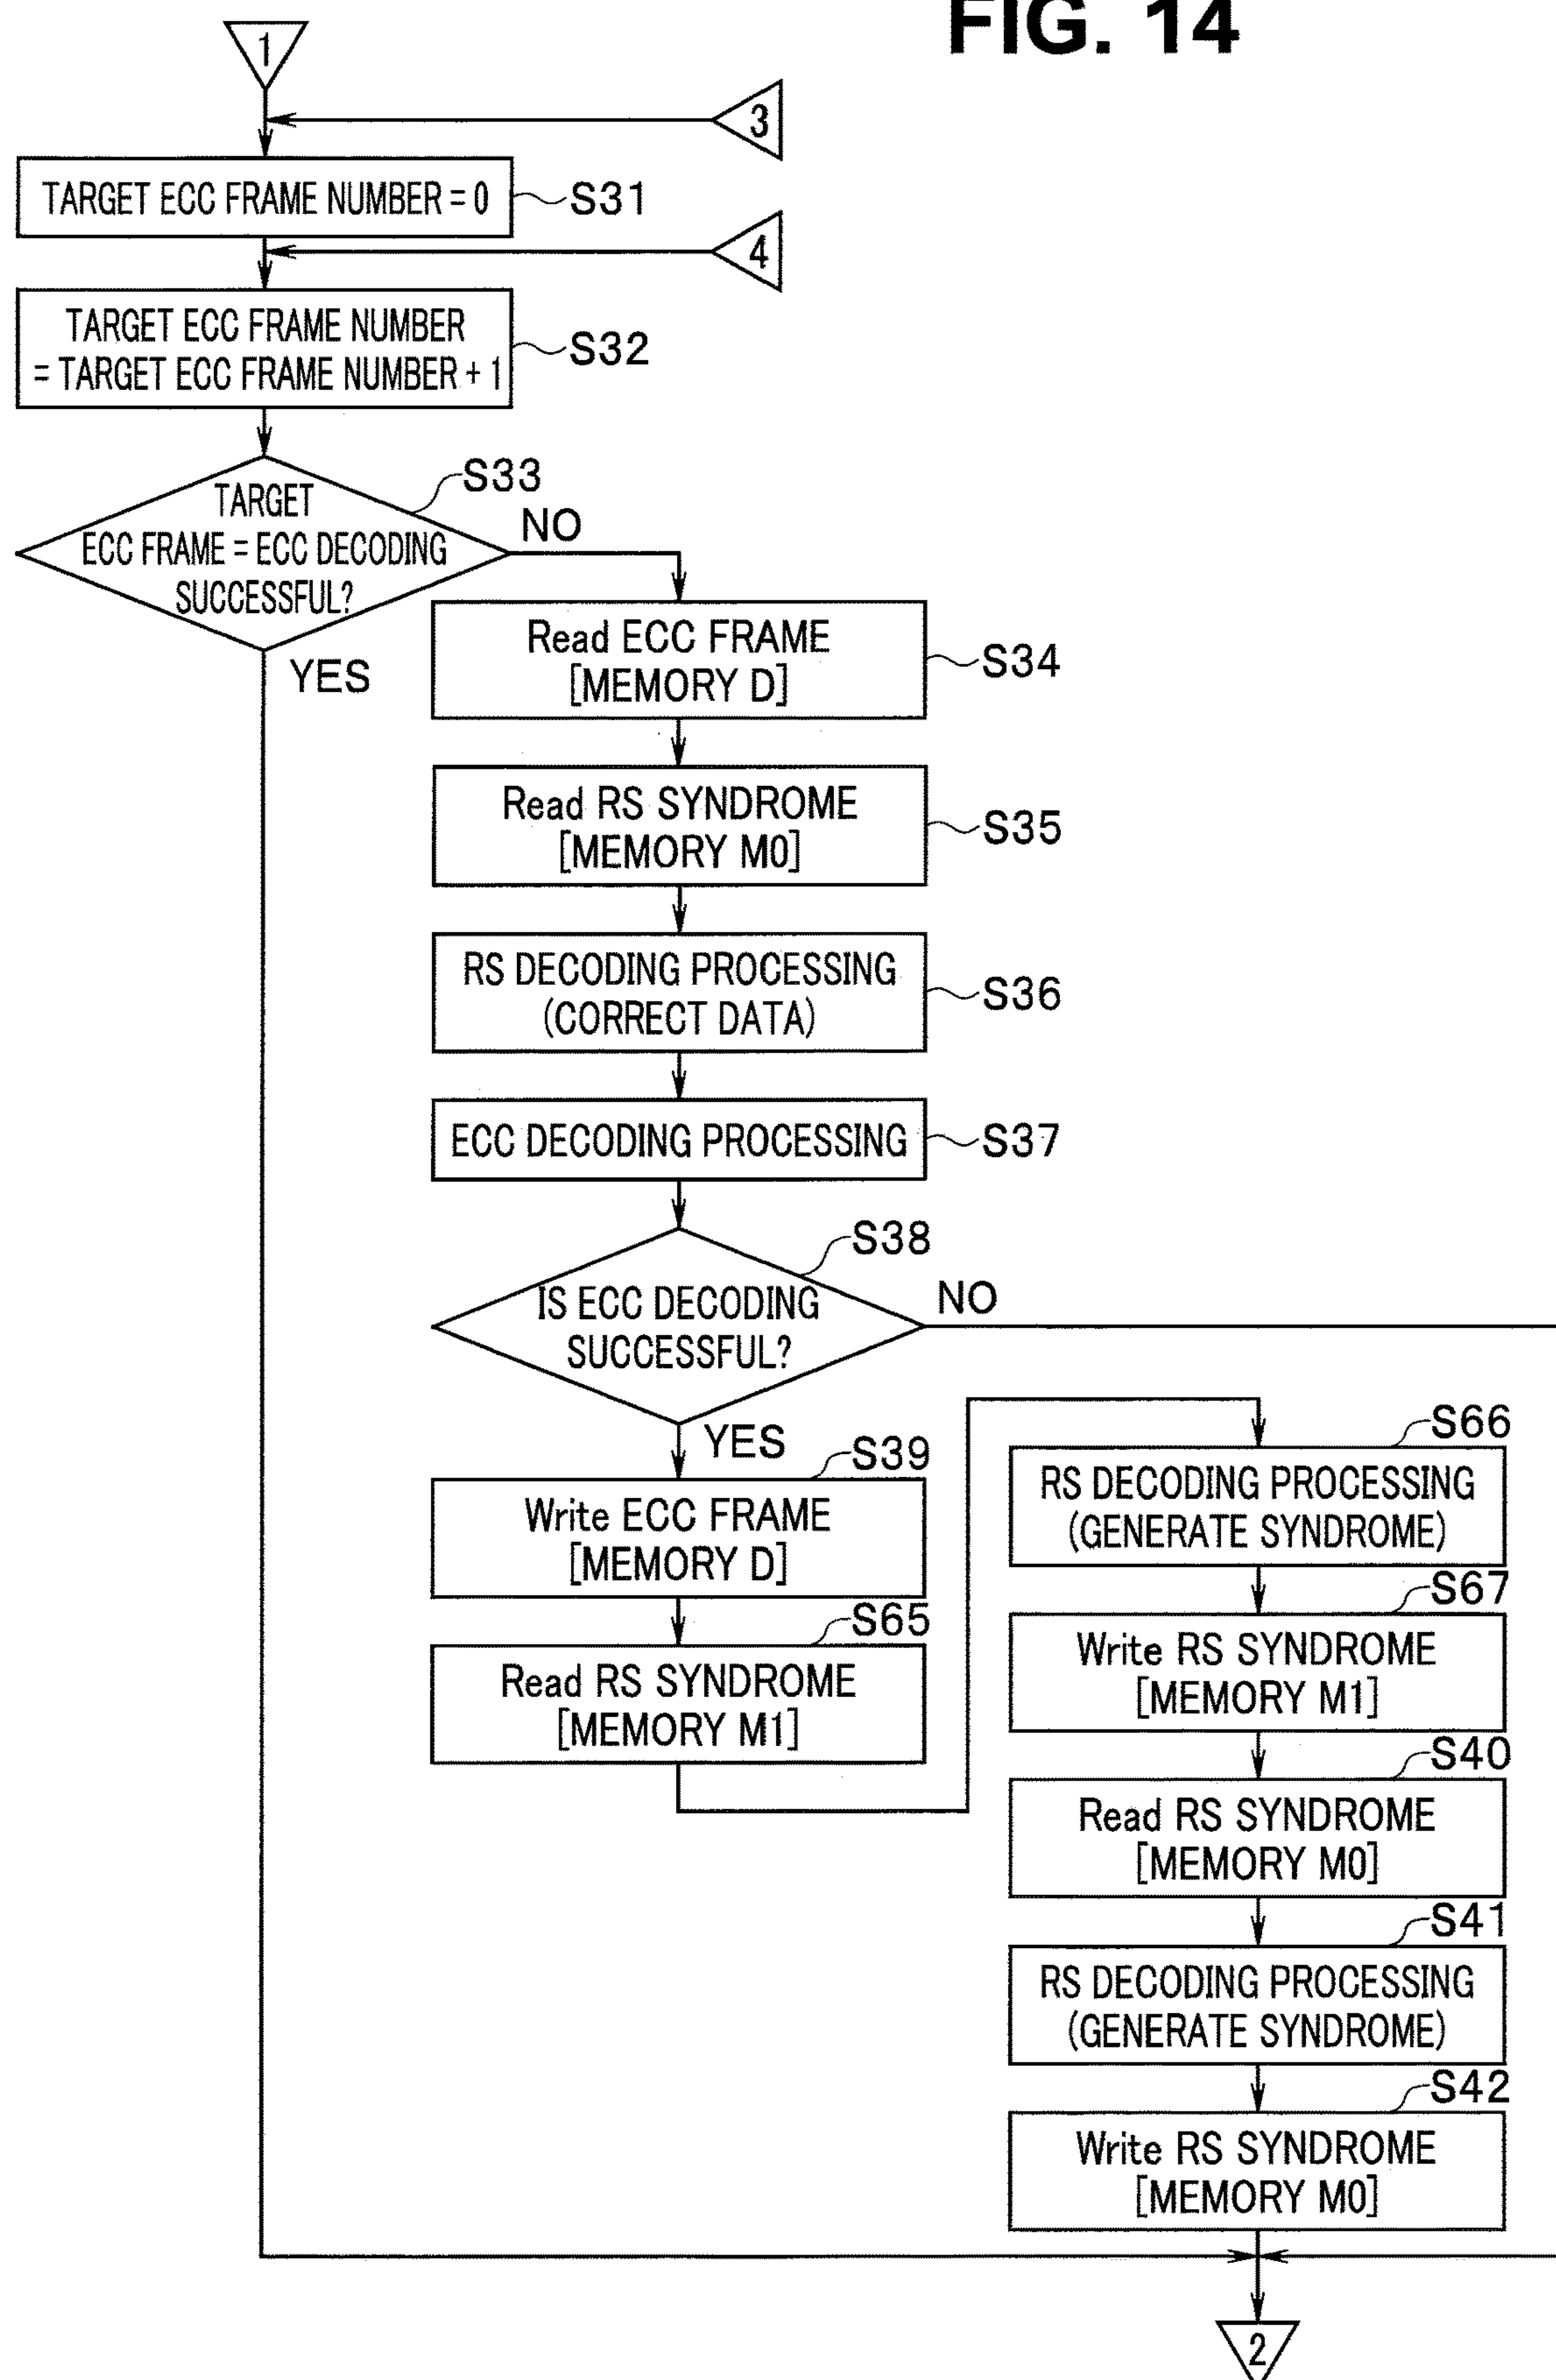 FIG. 14
1
3
TARGET ECC FRAME NUMBER = 0
S31
4
TARGET ECC FRAME NUMBER
= TARGET ECC FRAME NUMBER + 1
S32
S33
TARGET
ECC FRAME = ECC DECODING
SUCCESSFUL?
NO
YES
Read ECC FRAME
[MEMORY D]
S34
Read RS SYNDROME
[MEMORY M0]
S35
RS DECODING PROCESSING
(CORRECT DATA)
S36
ECC DECODING PROCESSING
S37
S38
IS ECC DECODING
SUCCESSFUL?
NO
YES
S39
Write ECC FRAME
[MEMORY D]
S65
Read RS SYNDROME
[MEMORY M1]
S66
RS DECODING PROCESSING
(GENERATE SYNDROME)
S67
Write RS SYNDROME
[MEMORY M1]
S40
Read RS SYNDROME
[MEMORY M0]
S41
RS DECODING PROCESSING
(GENERATE SYNDROME)
S42
Write RS SYNDROME
[MEMORY M0]
2